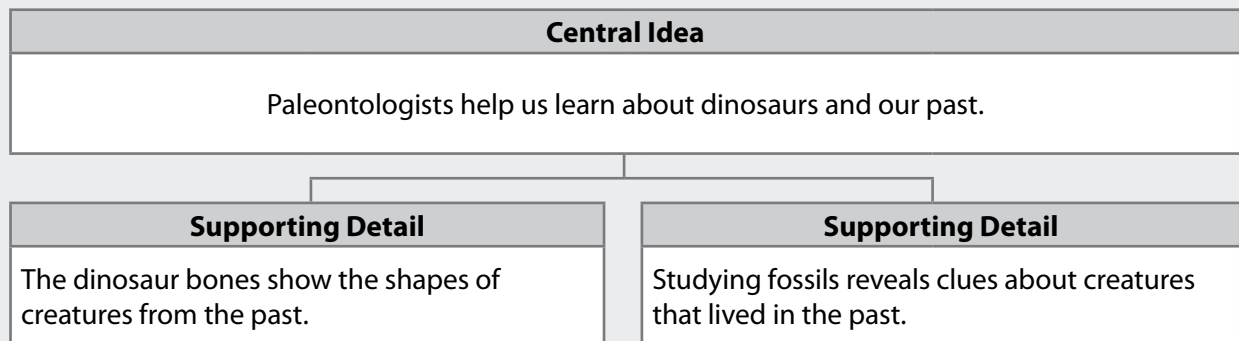 Central Idea
Paleontologists help us learn about dinosaurs and our past.
Supporting Detail
The dinosaur bones show the shapes of
creatures from the past.
Supporting Detail
Studying fossils reveals clues about creatures
that lived in the past.